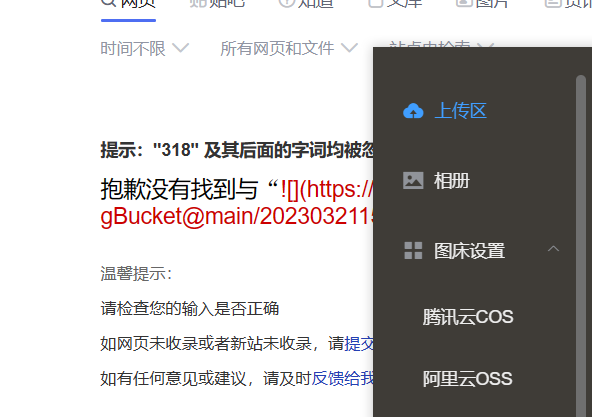 网页 贴吧 知道 文库 图片 资讯
时间不限 所有网页和文件 站点内检索
提示："318" 及其后面的字词均被忽
抱歉没有找到与“![](https:/
gBucket@main/2023032115
温馨提示：
请检查您的输入是否正确
如网页未收录或者新站未收录，请提交
如有任何意见或建议，请及时反馈给我
上传区
相册
图床设置
腾讯云COS
阿里云OSS